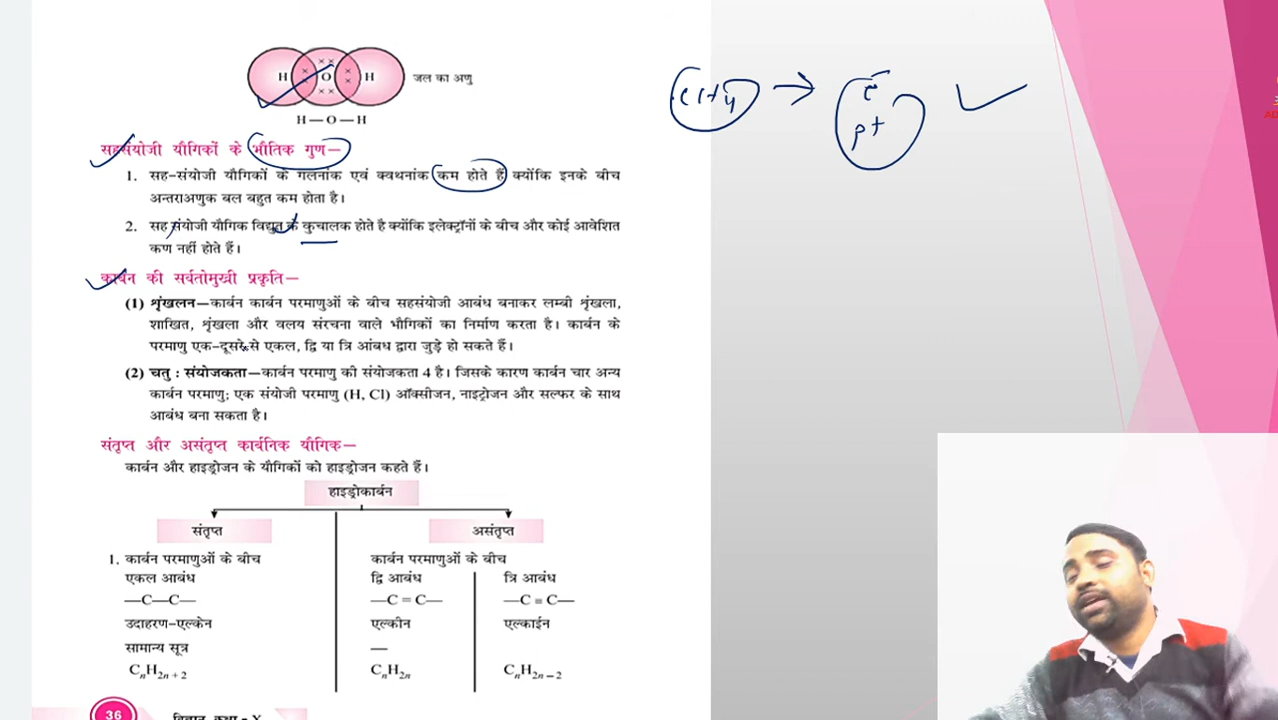 H O H जल का अणु
H—O—H
CH4 → e⁻
p+
सहसंयोजी यौगिकों के भौतिक गुण—
1. सह-संयोजी यौगिकों के गलनांक एवं क्वथनांक कम होते हैं क्योंकि इनके बीच
अन्तराअणुक बल बहुत कम होता है।
2. सह संयोजी यौगिक विद्युत के कुचालक होते है क्योंकि इलेक्ट्रॉनों के बीच और कोई आवेशित
कण नहीं होते हैं।
कार्बन की सर्वतोमुखी प्रकृति—
(1) शृंखलन—कार्बन कार्बन परमाणुओं के बीच सहसंयोजी आबंध बनाकर लम्बी शृंखला,
शाखित, शृंखला और वलय संरचना वाले भौगिकों का निर्माण करता है। कार्बन के
परमाणु एक-दूसरे से एकल, द्वि या त्रि आंबध द्वारा जुड़े हो सकते हैं।
(2) चतु : संयोजकता—कार्बन परमाणु की संयोजकता 4 है। जिसके कारण कार्बन चार अन्य
कार्बन परमाणु; एक संयोजी परमाणु (H, Cl) ऑक्सीजन, नाइट्रोजन और सल्फर के साथ
आबंध बना सकता है।
संतृप्त और असंतृप्त कार्बनिक यौगिक—
कार्बन और हाइड्रोजन के यौगिकों को हाइड्रोजन कहते हैं।
हाइड्रोकार्बन
संतृप्त असंतृप्त
1. कार्बन परमाणुओं के बीच कार्बन परमाणुओं के बीच
एकल आबंध द्वि आबंध त्रि आबंध
—C—C— —C = C— —C ≡ C—
उदाहरण–एल्केन एल्कीन एल्काईन
सामान्य सूत्र —
CnH2n + 2 CnH2n CnH2n – 2
36 विज्ञान कक्षा –X